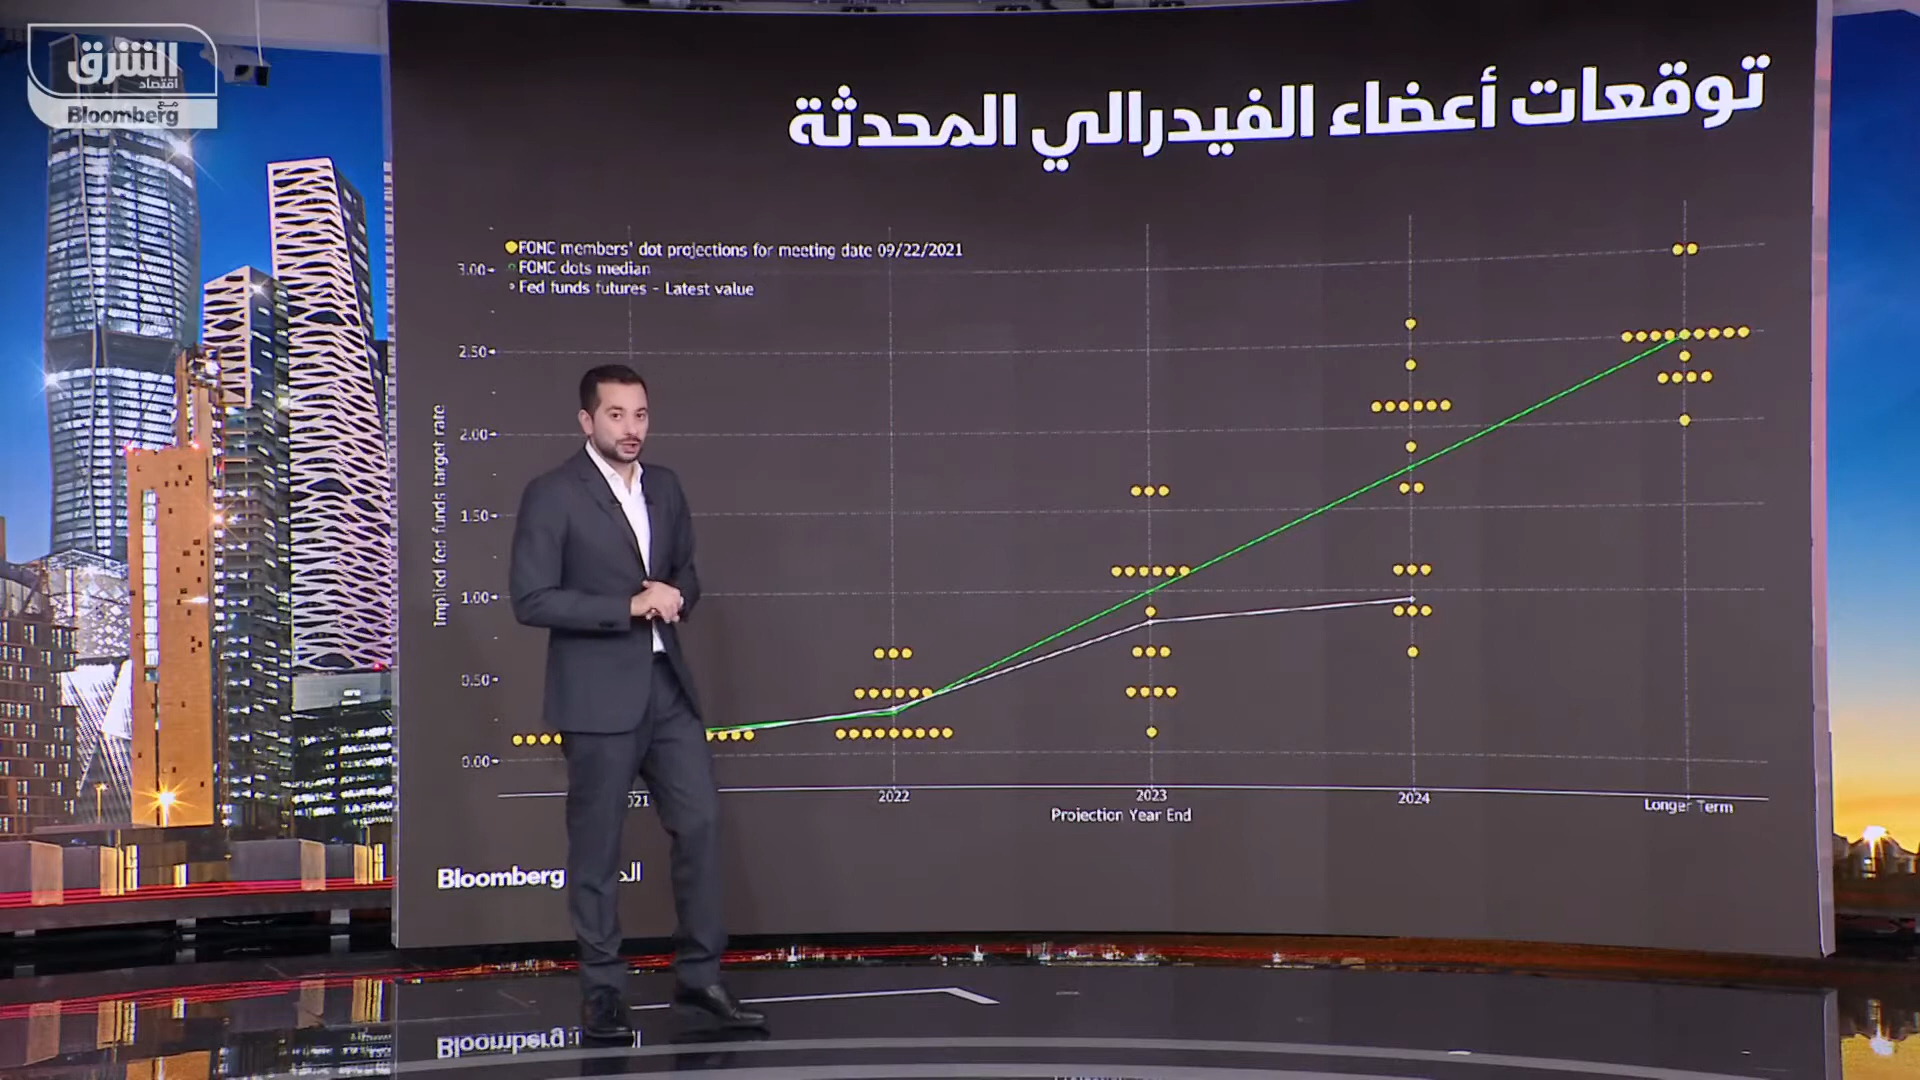 الشرق
اقتصاد
مع
Bloomberg
توقعات أعضاء الفيدرالي المحدثة
FOMC members' dot projections for meeting date 09/22/2021
FOMC dots median
Fed funds futures - Latest value
Implied fed funds target rate
3.00
2.50
2.00
1.50
1.00
0.50
0.00
021
2022
2023
2024
Longer Term
Projection Year End
Bloomberg